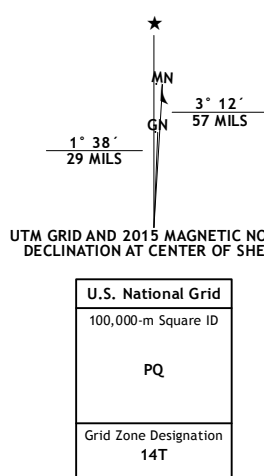 ★
MN
GN
3° 12´
57 MILS
1° 38´
29 MILS
UTM GRID AND 2015 MAGNETIC NO
DECLINATION AT CENTER OF SHE
U.S. National Grid
100,000-m Square ID
PQ
Grid Zone Designation
14T